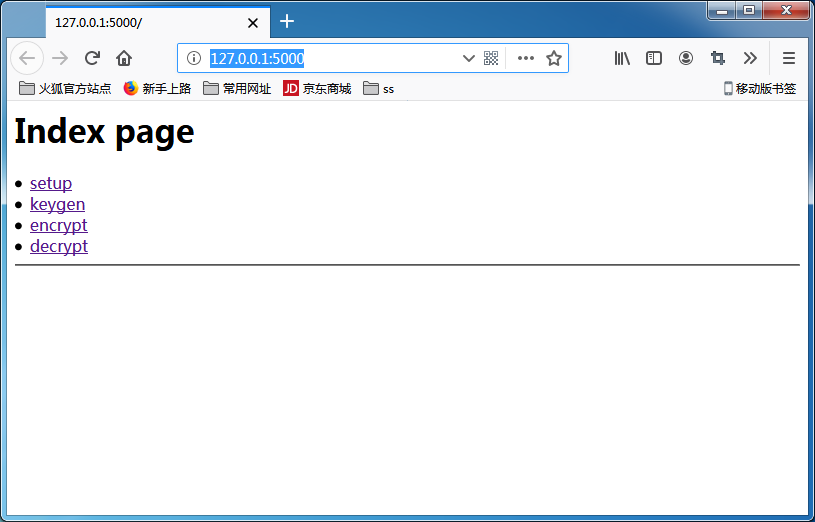 127.0.0.1:5000/
127.0.0.1:5000
火狐官方站点 新手上路 常用网址 JD 京东商城 ss 移动版书签
Index page
setup
keygen
encrypt
decrypt